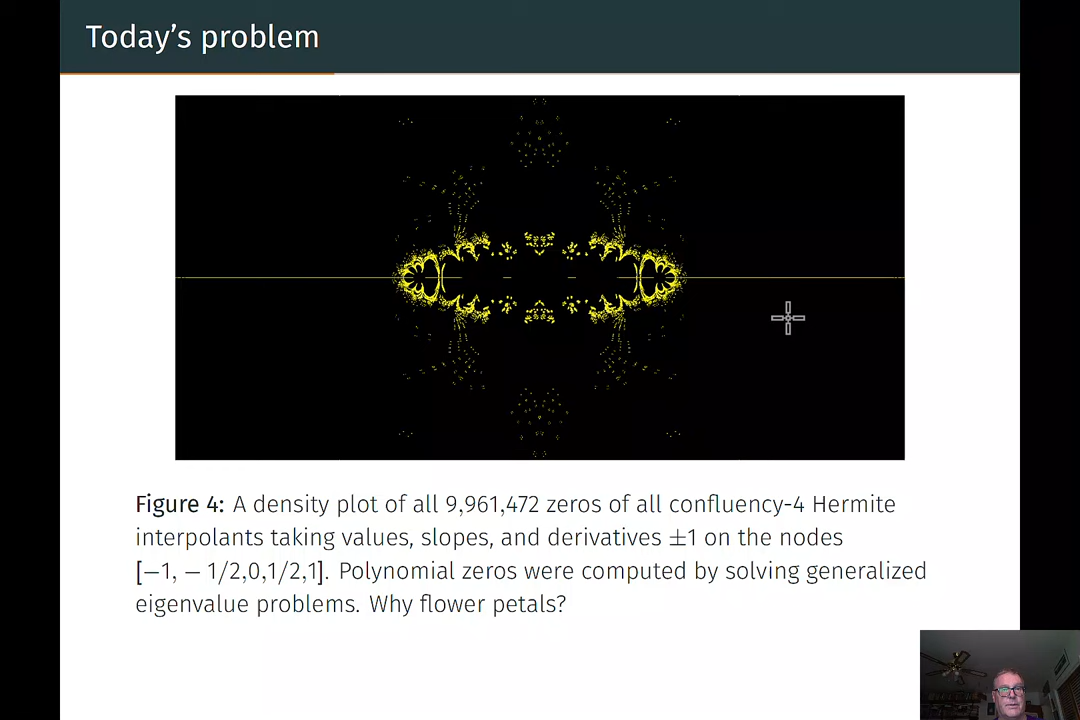 Today's problem
Figure 4: A density plot of all 9,961,472 zeros of all confluency-4 Hermite
interpolants taking values, slopes, and derivatives ±1 on the nodes
[−1, − 1/2,0,1/2,1]. Polynomial zeros were computed by solving generalized
eigenvalue problems. Why flower petals?